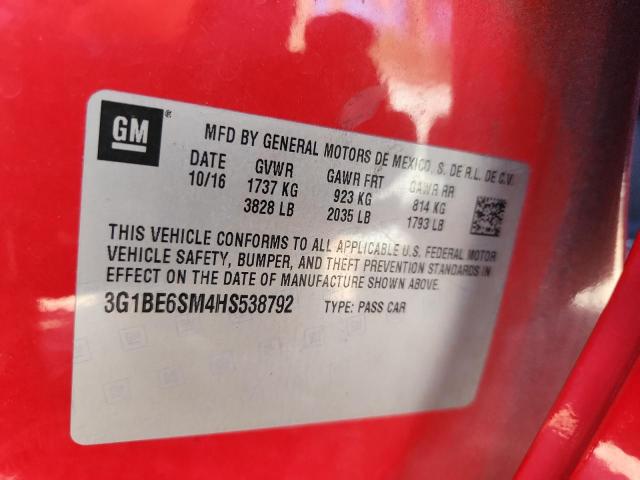 GM®
MFD BY GENERAL MOTORS DE MEXICO, S. DE R.L. DE C.V.
DATE GVWR GAWR FRT GAWR RR
10/16 1737 KG 923 KG 814 KG
3828 LB 2035 LB 1793 LB
THIS VEHICLE CONFORMS TO ALL APPLICABLE U.S. FEDERAL MOTOR
VEHICLE SAFETY, BUMPER, AND THEFT PREVENTION STANDARDS IN
EFFECT ON THE DATE OF MANUFACTURE SHOWN ABOVE.
3G1BE6SM4HS538792 TYPE: PASS CAR